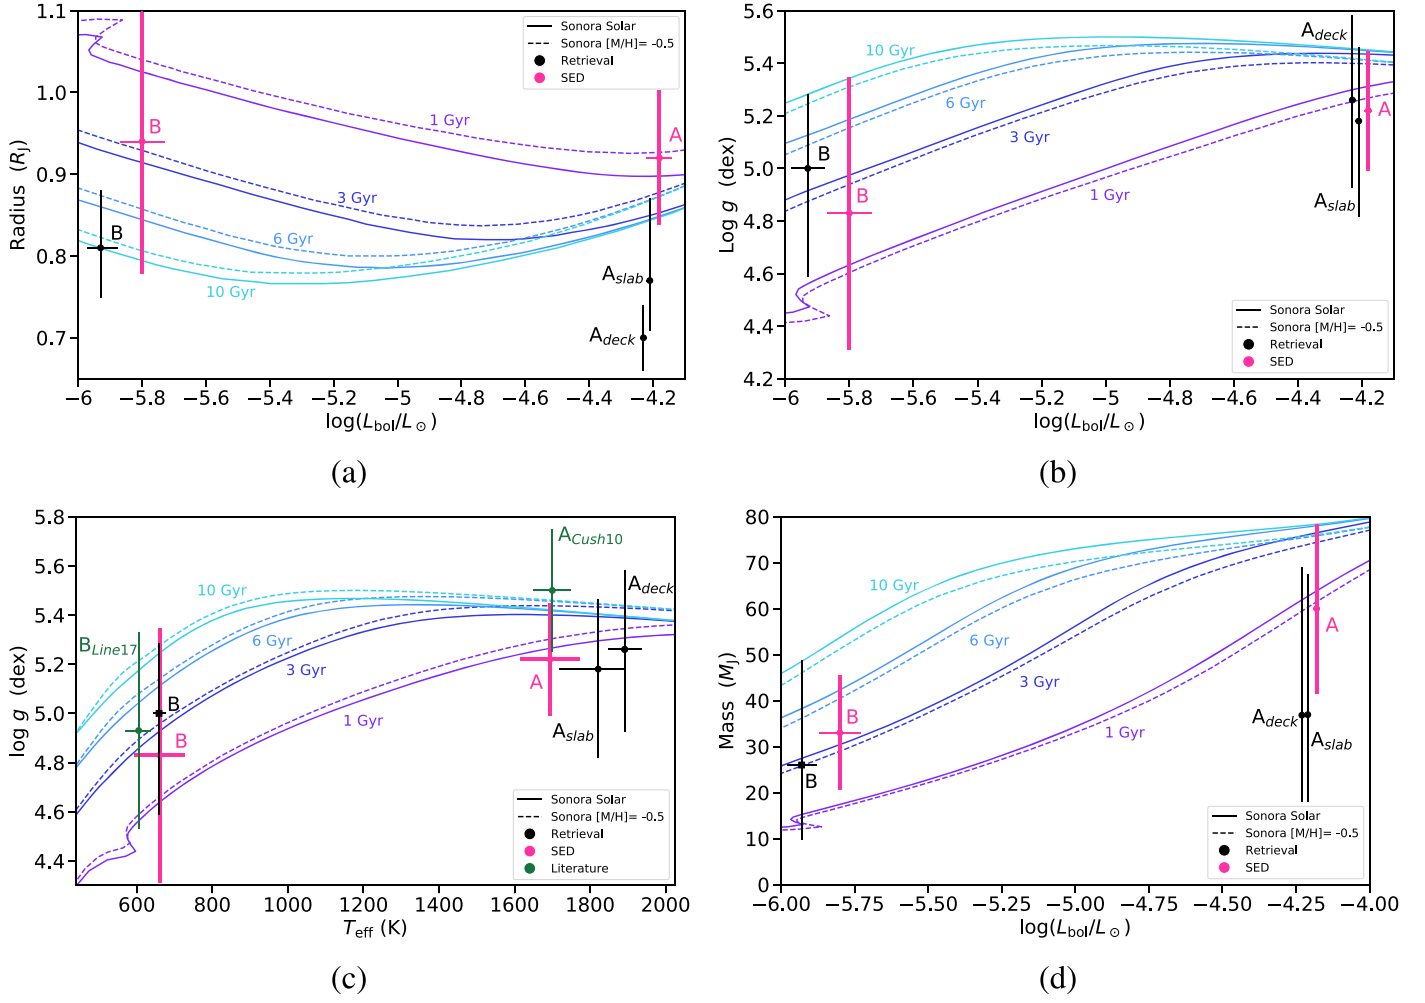 1.1
1.0
0.9
0.8
0.7
Radius (R_J)
Sonora Solar
Sonora [M/H]= -0.5
Retrieval
SED
B
A
1 Gyr
3 Gyr
6 Gyr
B
10 Gyr
A_slab
A_deck
−6 −5.8 −5.6 −5.4 −5.2 −5 −4.8 −4.6 −4.4 −4.2
log(L_bol/L_⊙)
(a)
5.6
5.4
5.2
5.0
4.8
4.6
4.4
4.2
Log g (dex)
A_deck
10 Gyr
6 Gyr
A
3 Gyr
B
B
1 Gyr
A_slab
Sonora Solar
Sonora [M/H]= -0.5
Retrieval
SED
−6 −5.8 −5.6 −5.4 −5.2 −5 −4.8 −4.6 −4.4 −4.2
log(L_bol/L_⊙)
(b)
5.8
5.6
5.4
5.2
5.0
4.8
4.6
4.4
log g (dex)
A_Cush10
A_deck
10 Gyr
B_Line17
6 Gyr
3 Gyr
A
B
1 Gyr
A_slab
B
Sonora Solar
Sonora [M/H]= -0.5
Retrieval
SED
Literature
600 800 1000 1200 1400 1600 1800 2000
T_eff (K)
(c)
80
70
60
50
40
30
20
10
0
Mass (M_J)
10 Gyr
6 Gyr
A
3 Gyr
B
A_deck
1 Gyr
A_slab
B
Sonora Solar
Sonora [M/H]= -0.5
Retrieval
SED
−6.00 −5.75 −5.50 −5.25 −5.00 −4.75 −4.50 −4.25 −4.00
log(L_bol/L_⊙)
(d)